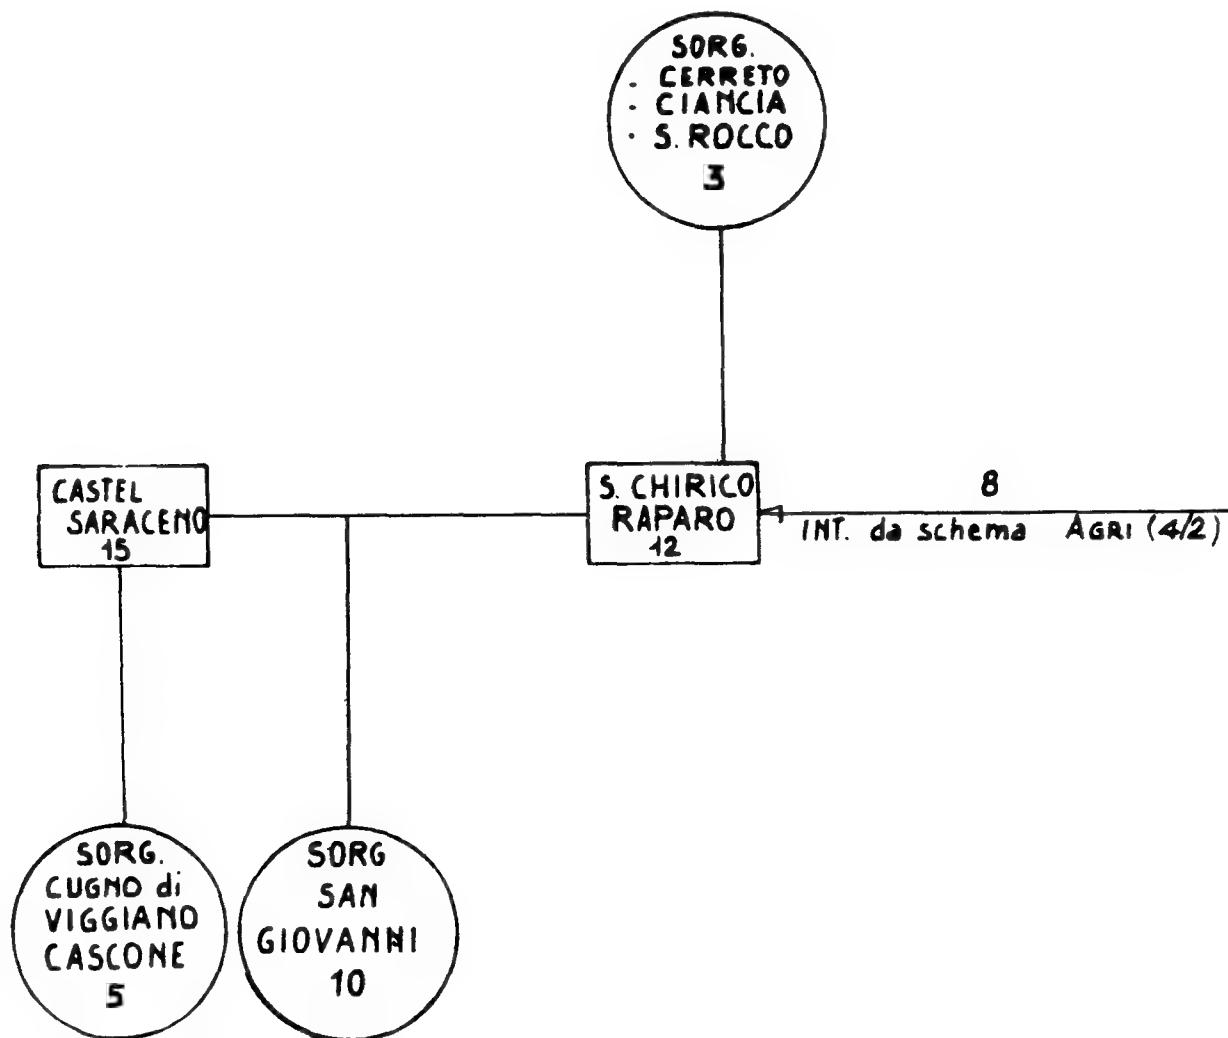 SORG.
- CERRETO
- CIANCIA
- S. ROCCO
3
CASTEL
SARACENO
15
S. CHIRICO
RAPARO
12
8
INT. da schema AGRI (4/2)
SORG.
CUGNO di
VIGGIANO
CASCONE
5
SORG
SAN
GIOVANNI
10